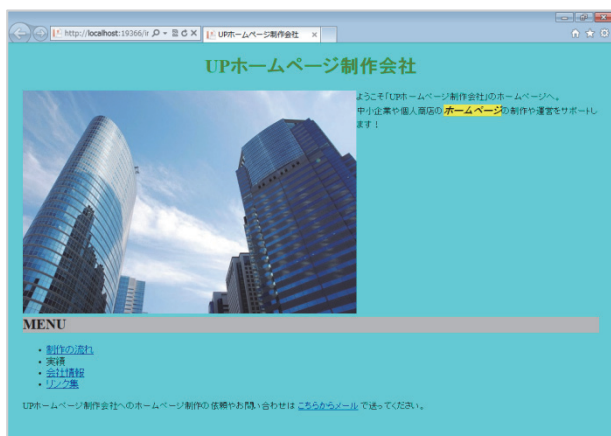 http://localhost:19366/ir
UPホームページ制作会社
UPホームページ制作会社
ようこそ「UPホームページ制作会社」のホームページへ。
中小企業や個人商店のホームページの制作や運営をサポートし
ます！
MENU
• 制作の流れ
• 実績
• 会社情報
• リンク集
UPホームページ制作会社へのホームページ制作の依頼やお問い合わせは こちらからメール で送ってください。